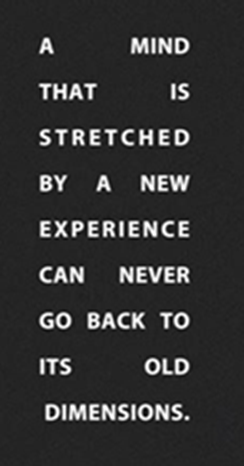 A MIND
THAT IS
STRETCHED
BY A NEW
EXPERIENCE
CAN NEVER
GO BACK TO
ITS OLD
DIMENSIONS.